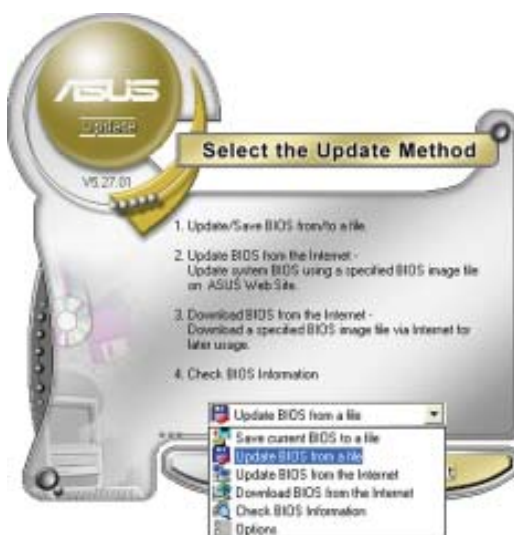 ASUS
Update
V6.27.01
Select the Update Method
1. Update/Save BIOS from/to a file
2. Update BIOS from the Internet -
Update system BIOS using a specified BIOS image file
on ASUS Web Site.
3. Download BIOS from the Internet -
Download a specified BIOS image file via Internet for
later usage.
4. Check BIOS Information
Update BIOS from a file
Save current BIOS to a file
Update BIOS from a file
Update BIOS from the Internet
Download BIOS from the Internet
Check BIOS Information
Options